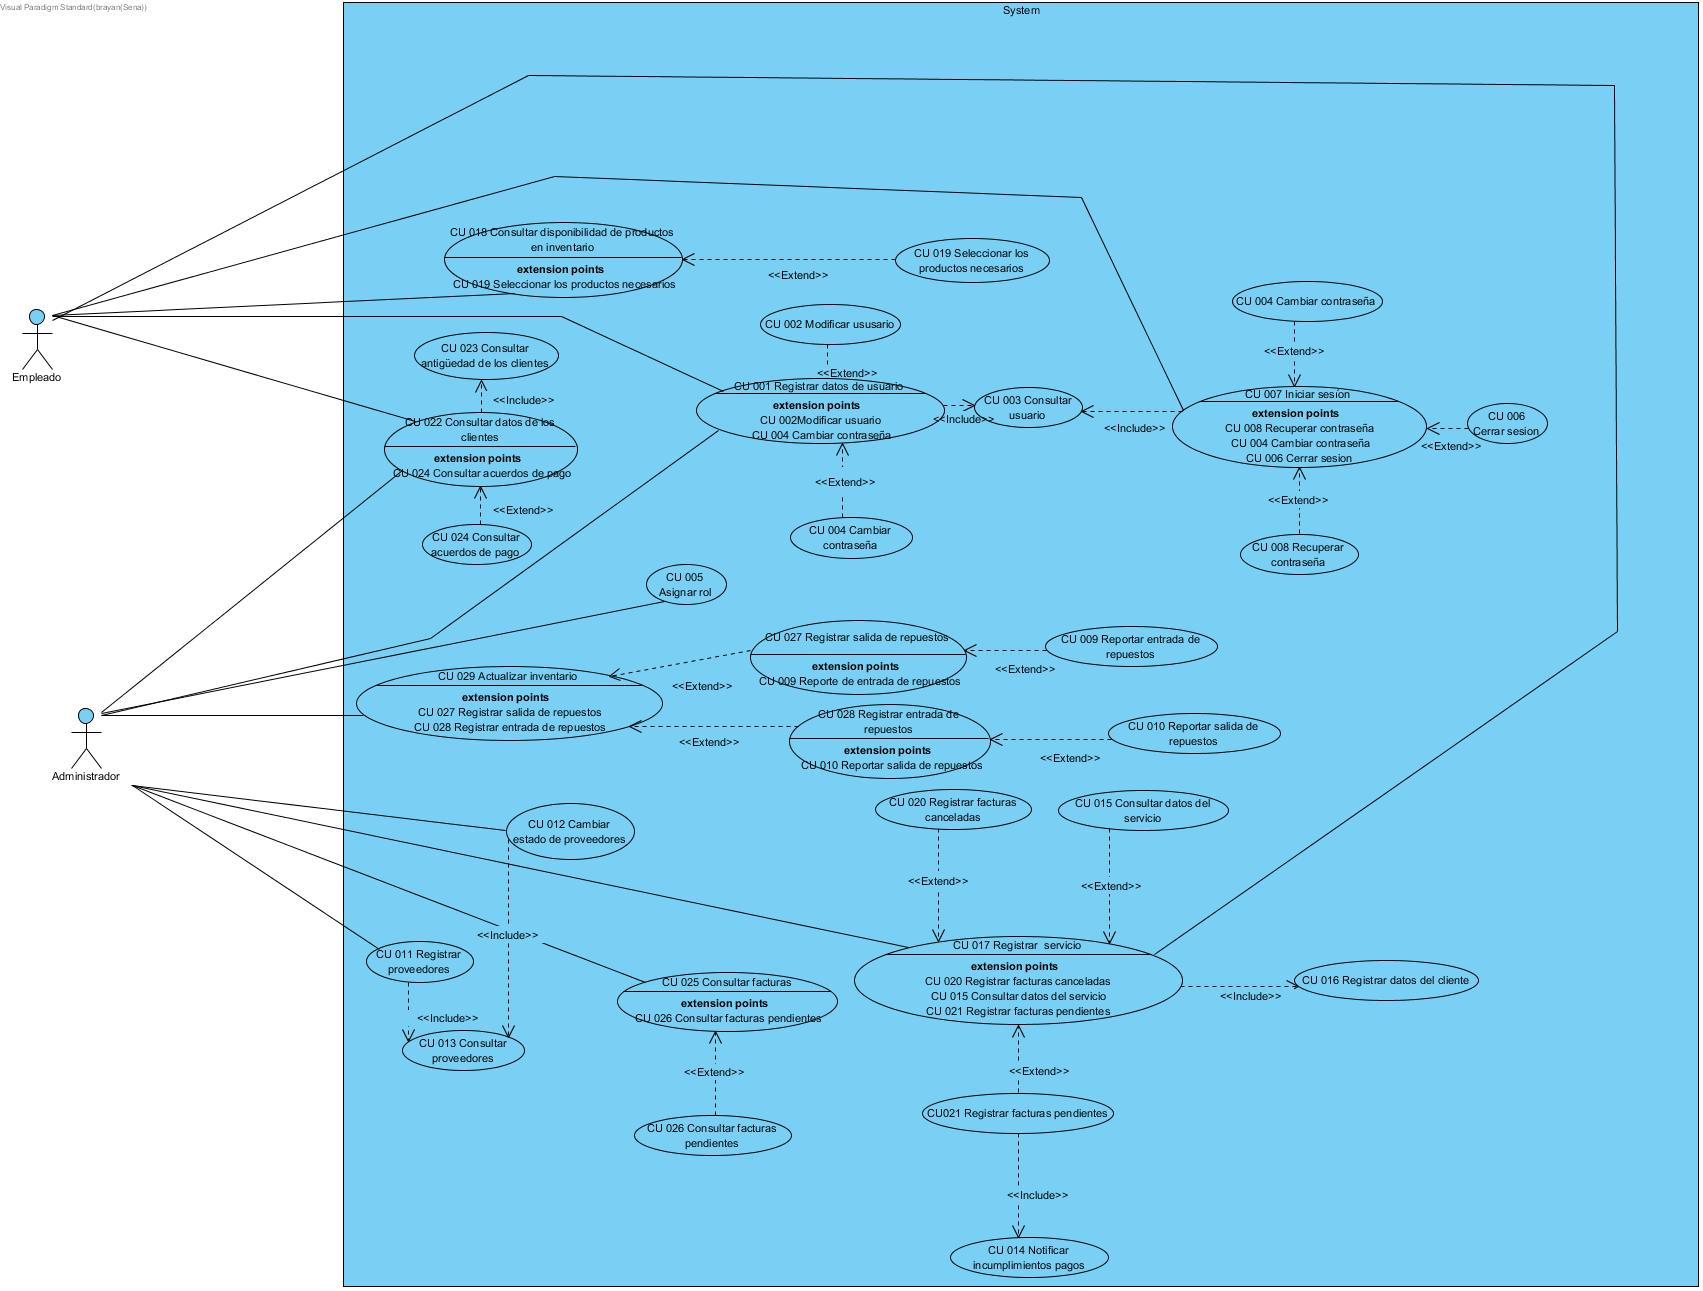 Visual Paradigm Standard(brayan(Sena))
System
CU 018 Consultar disponibilidad de productos
en inventario
extension points
CU 019 Seleccionar los productos necesarios
<<Extend>>
CU 019 Seleccionar los
productos necesarios
Empleado
CU 023 Consultar
antigüedad de los clientes
<<Include>>
CU 022 Consultar datos de los
clientes
extension points
CU 024 Consultar acuerdos de pago
<<Extend>>
CU 024 Consultar
acuerdos de pago
CU 002 Modificar ususario
<<Extend>>
CU 001 Registrar datos de usuario
extension points
CU 002Modificar usuario
CU 004 Cambiar contraseña
<<Include>>
CU 003 Consultar
usuario
<<Include>>
<<Extend>>
CU 004 Cambiar
contraseña
CU 004 Cambiar contraseña
<<Extend>>
CU 007 Iniciar sesión
extension points
CU 008 Recuperar contraseña
CU 004 Cambiar contraseña
CU 006 Cerrar sesion
CU 006
Cerrar sesion
<<Extend>>
<<Extend>>
CU 008 Recuperar
contraseña
CU 005
Asignar rol
CU 027 Registrar salida de repuestos
extension points
CU 009 Reporte de entrada de repuestos
<<Extend>>
CU 009 Reportar entrada de
repuestos
<<Extend>>
CU 029 Actualizar inventario
extension points
CU 027 Registrar salida de repuestos
CU 028 Registrar entrada de repuestos
<<Extend>>
CU 028 Registrar entrada de
repuestos
extension points
CU 010 Reportar salida de repuestos
<<Extend>>
CU 010 Reportar salida de
repuestos
Administrador
CU 012 Cambiar
estado de proveedores
<<Include>>
CU 011 Registrar
proveedores
<<Include>>
CU 013 Consultar
proveedores
CU 025 Consultar facturas
extension points
CU 026 Consultar facturas pendientes
<<Extend>>
CU 026 Consultar facturas
pendientes
CU 020 Registrar facturas
canceladas
CU 015 Consultar datos del
servicio
<<Extend>>
<<Extend>>
CU 017 Registrar  servicio
extension points
CU 020 Registrar facturas canceladas
CU 015 Consultar datos del servicio
CU 021 Registrar facturas pendientes
<<Include>>
CU 016 Registrar datos del cliente
<<Extend>>
CU021 Registrar facturas pendientes
<<Include>>
CU 014 Notificar
incumplimientos pagos